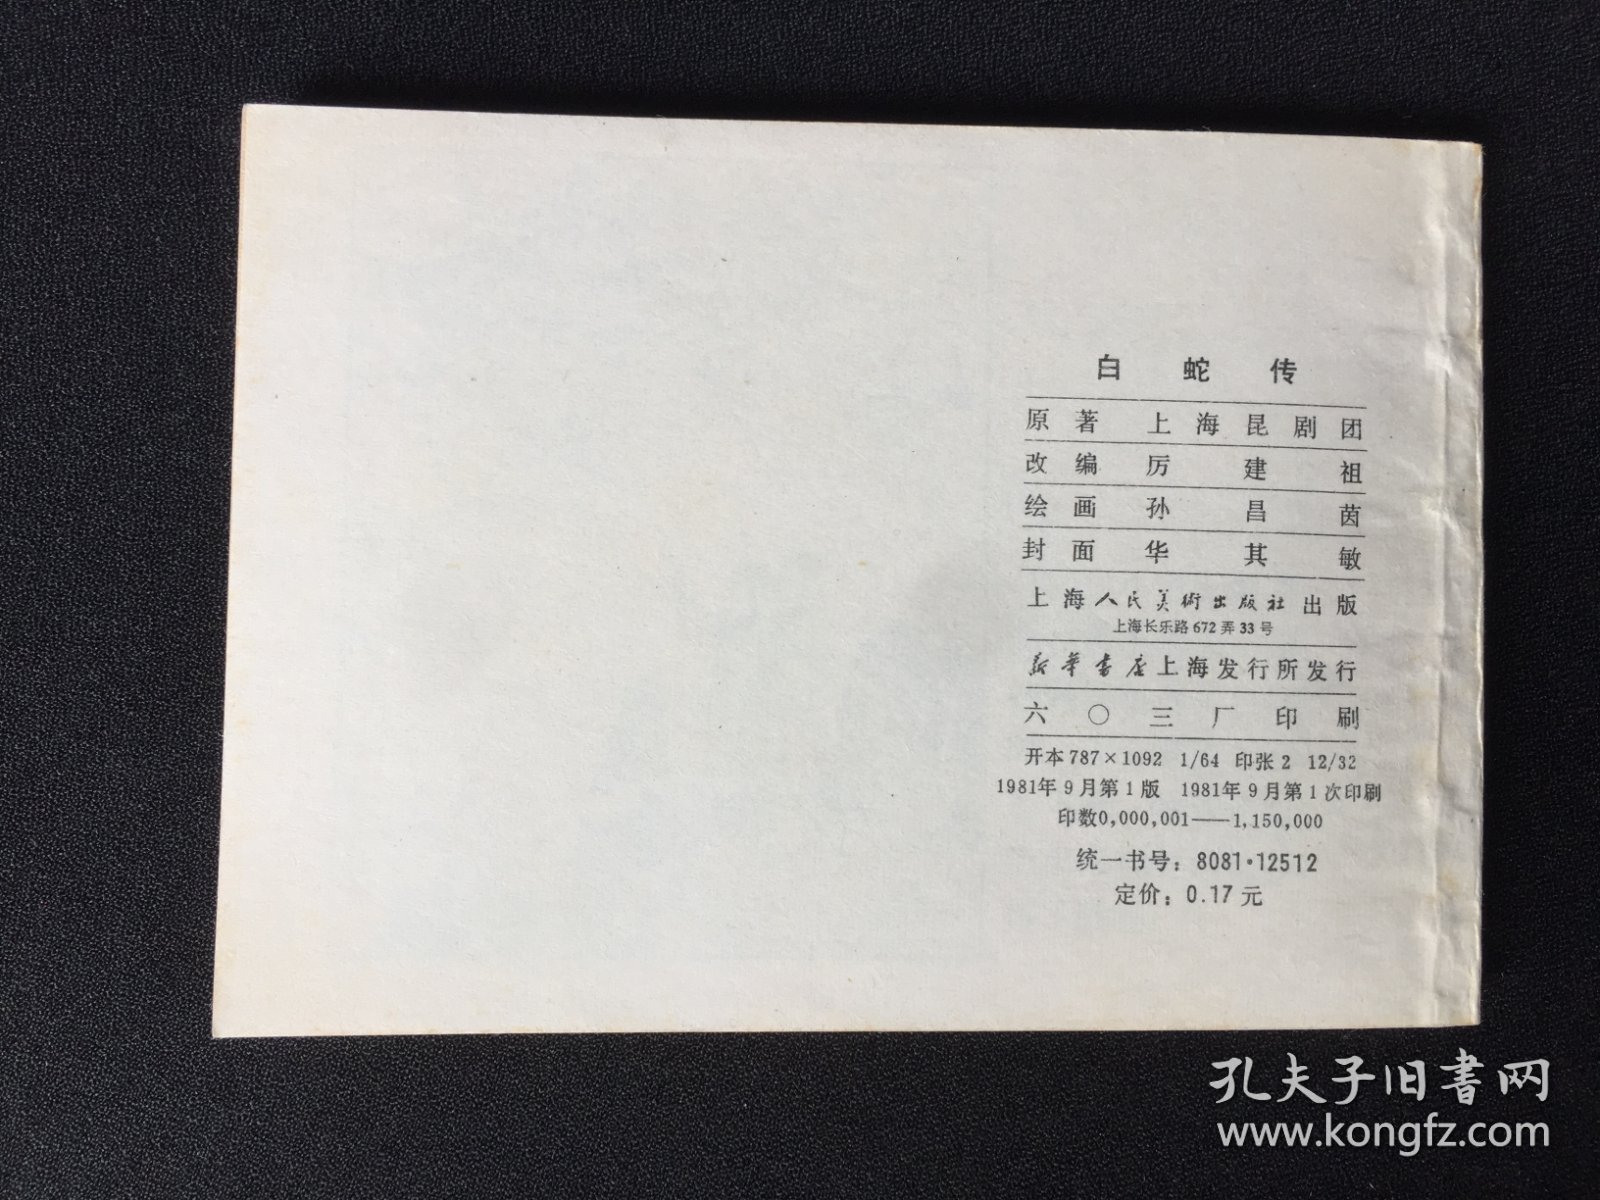 白蛇传
原著 上海昆剧团
改编 厉建祖
绘画 孙昌茵
封面 华其敏
上海人民美術出版社出版
上海长乐路672弄33号
新華書店上海发行所发行
六〇三厂印刷
开本787×1092 1/64 印张2 12/32
1981年9月第1版 1981年9月第1次印刷
印数0,000,001——1,150,000
统一书号：8081·12512
定价：0.17元
孔夫子旧書网
www.kongfz.com